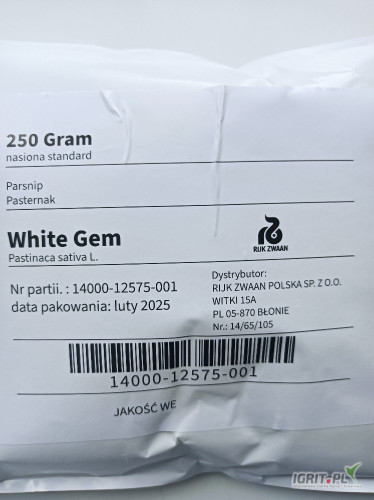 250 Gram
nasiona standard
Parsnip
Pasternak
White Gem
Pastinaca sativa L.
RIJK ZWAAN
Nr partii. : 14000-12575-001
data pakowania: luty 2025
Dystrybutor:
RIJK ZWAAN POLSKA SP. Z O.O.
WITKI 15A
PL 05-870 BŁONIE
Nr.: 14/65/105
14000-12575-001
JAKOŚĆ WE
IGRIT.PL